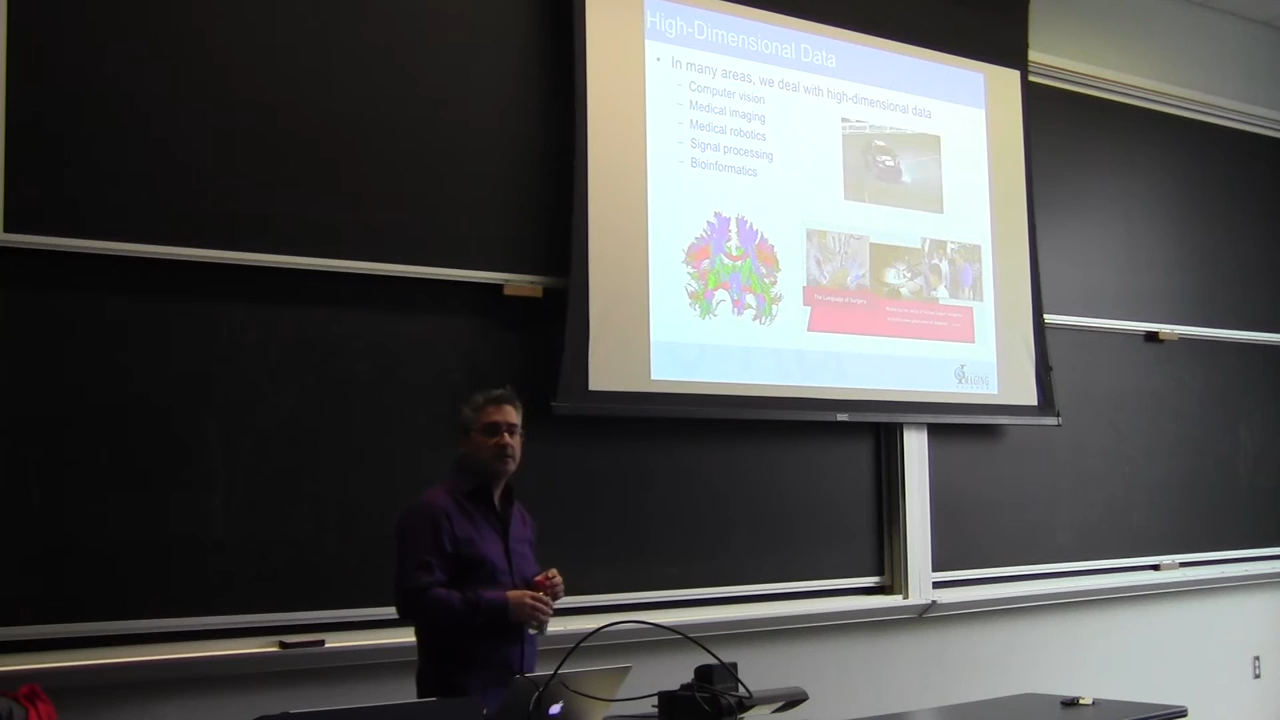 High-Dimensional Data
• In many areas, we deal with high-dimensional data
– Computer vision
– Medical imaging
– Medical robotics
– Signal processing
– Bioinformatics
The Language of Surgery
IMAGING